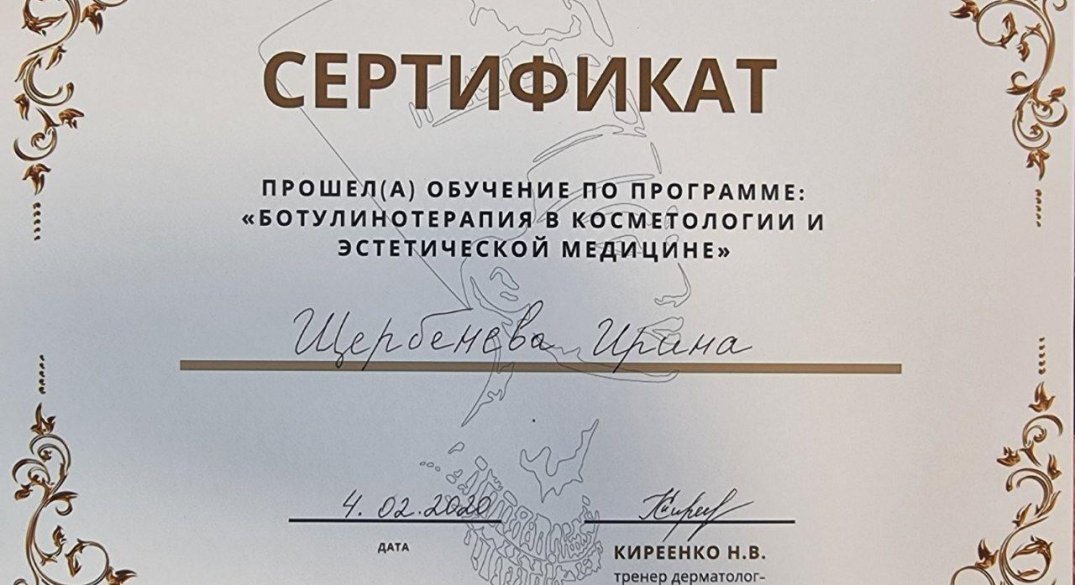 СЕРТИФИКАТ
ПРОШЕЛ(А) ОБУЧЕНИЕ ПО ПРОГРАММЕ:
«БОТУЛИНОТЕРАПИЯ В КОСМЕТОЛОГИИ И
ЭСТЕТИЧЕСКОЙ МЕДИЦИНЕ»
Щербенева Ирина
4.02.2020
ДАТА
КИРЕЕНКО Н.В.
тренер дерматолог-